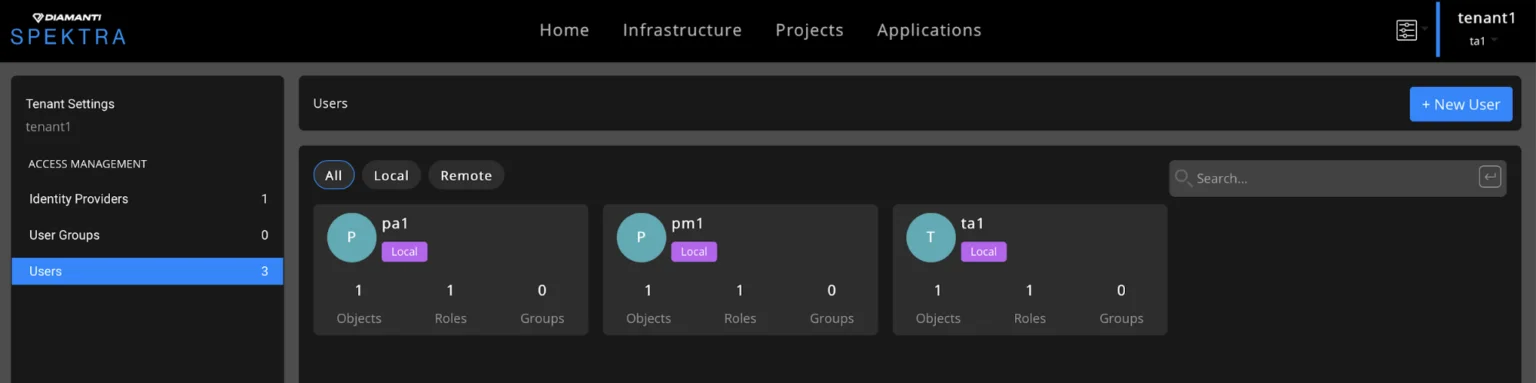 DIAMANTI
SPEKTRA
Home Infrastructure Projects Applications
tenant1
ta1
Tenant Settings
tenant1
ACCESS MANAGEMENT
Identity Providers 1
User Groups 0
Users 3
Users
+ New User
All Local Remote
Search...
P pa1
Local
1 1 0
Objects Roles Groups
P pm1
Local
1 1 0
Objects Roles Groups
T ta1
Local
1 1 0
Objects Roles Groups